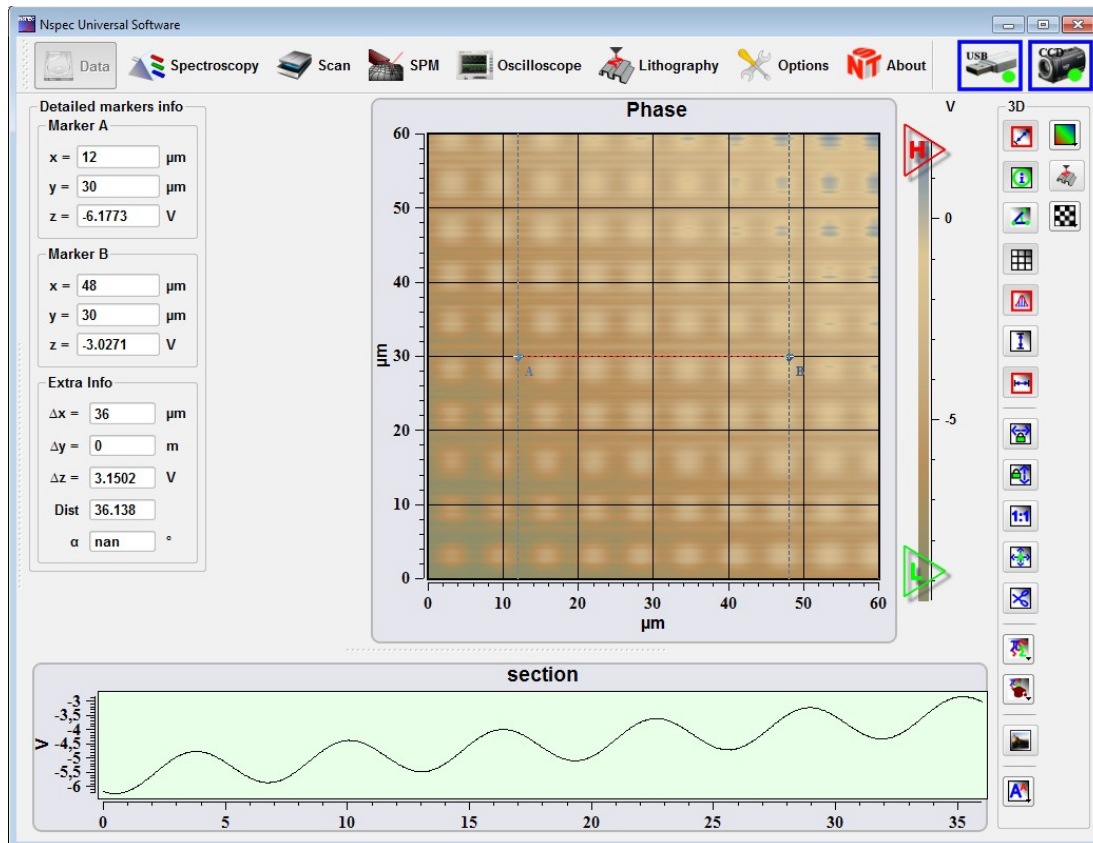 Nspec Universal Software
Data Spectroscopy Scan SPM Oscilloscope Lithography Options NT About USB CCD
Detailed markers info
Marker A
x = 12 µm
y = 30 µm
z = -6.1773 V
Marker B
x = 48 µm
y = 30 µm
z = -3.0271 V
Extra Info
Δx = 36 µm
Δy = 0 m
Δz = 3.1502 V
Dist 36.138
α nan °
Phase
60
50
40
30
20
10
0
µm
A
B
0 10 20 30 40 50 60
µm
V
H
0
-5
L
3D
1:1
section
-3
-3,5
-4
-4,5
-5
-5,5
-6
V
0 5 10 15 20 25 30 35